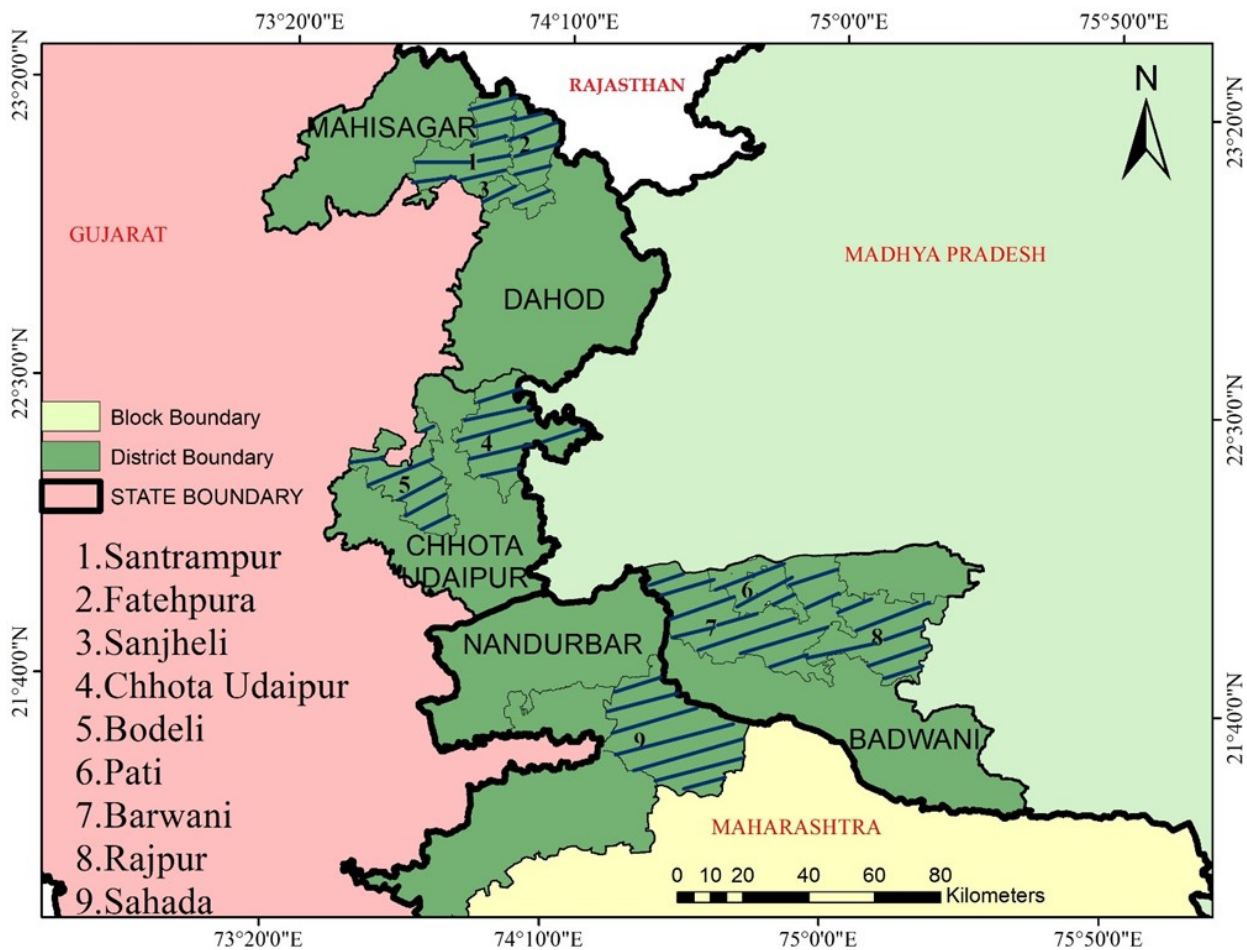 73°20'0"E 74°10'0"E 75°0'0"E 75°50'0"E
23°20'0"N
23°20'0"N
RAJASTHAN
N
MAHISAGAR
1
2
3
GUJARAT
MADHYA PRADESH
DAHOD
22°30'0"N
22°30'0"N
Block Boundary
District Boundary
STATE BOUNDARY
4
5
CHHOTA
UDAIPUR
1.Santrampur
2.Fatehpura
3.Sanjheli
4.Chhota Udaipur
5.Bodeli
6.Pati
7.Barwani
8.Rajpur
9.Sahada
6
7
8
NANDURBAR
21°40'0"N
21°40'0"N
9
BADWANI
MAHARASHTRA
0 10 20 40 60 80
Kilometers
73°20'0"E 74°10'0"E 75°0'0"E 75°50'0"E